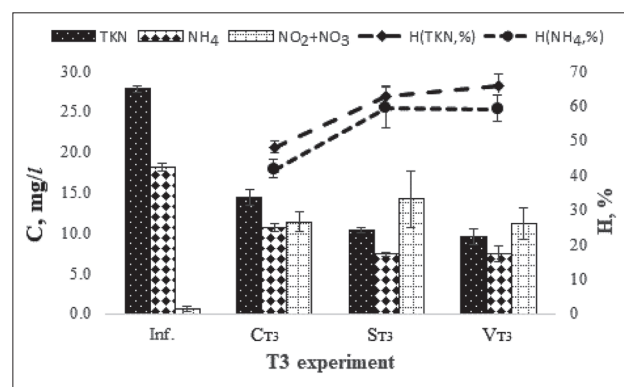 TKN NH4 NO2+NO3 H(TKN,%) H(NH4,%)
30.0 70
25.0 60
20.0 50
15.0 40
10.0 30
5.0 20
0.0 10
0
C, mg/l
H, %
Inf. CT3 ST3 VT3
T3 experiment